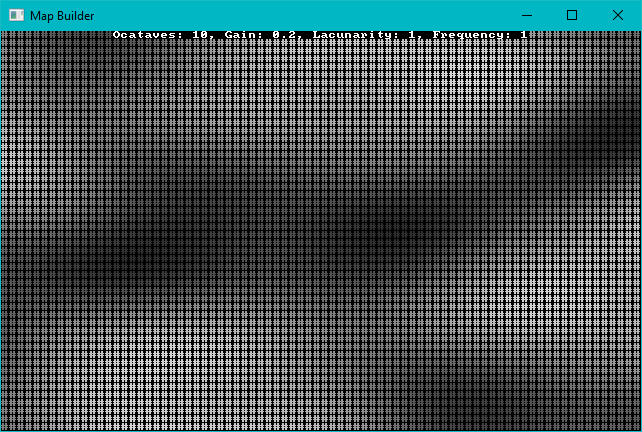 Map Builder
Ocataves: 10, Gain: 0.2, Lacunarity: 1, Frequency: 1